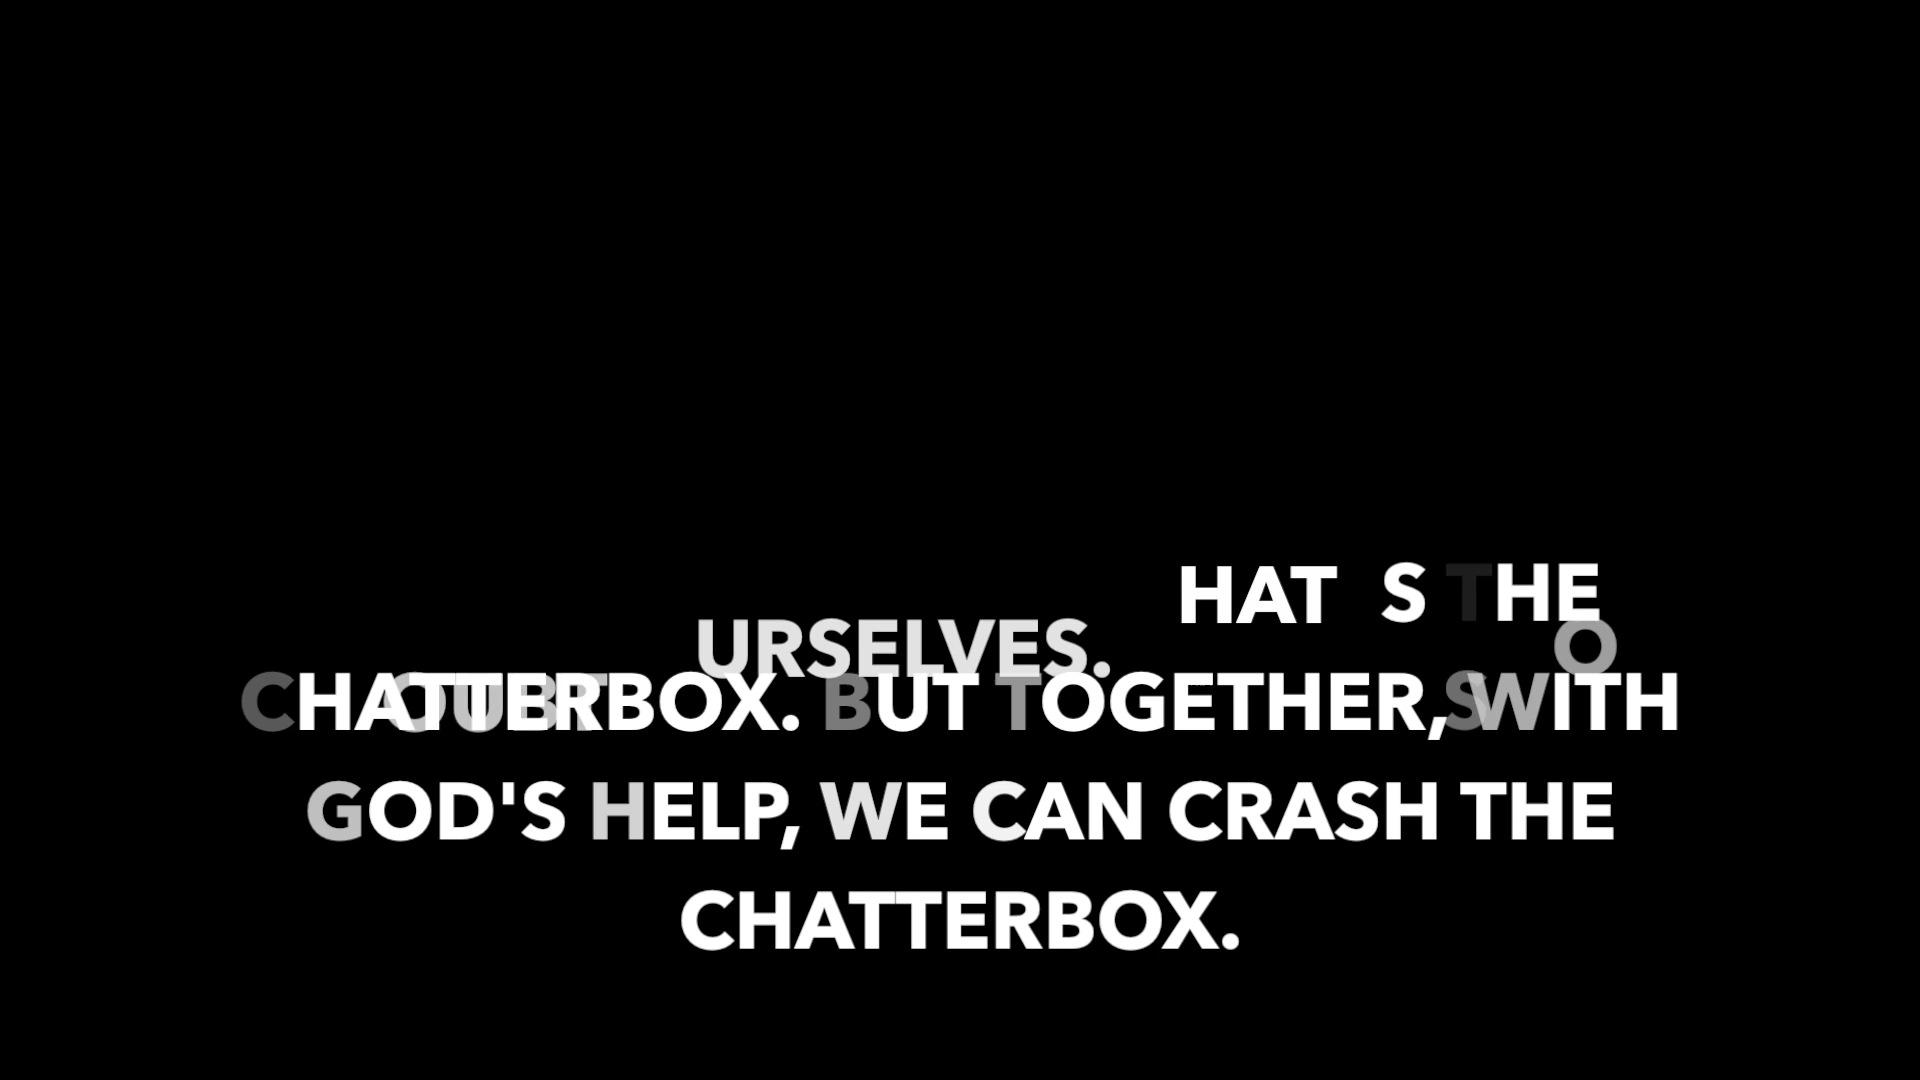 HAT S THE
URSELVES. O
CHATTERBOX. BUT TOGETHER, WITH
GOD'S HELP, WE CAN CRASH THE
CHATTERBOX.